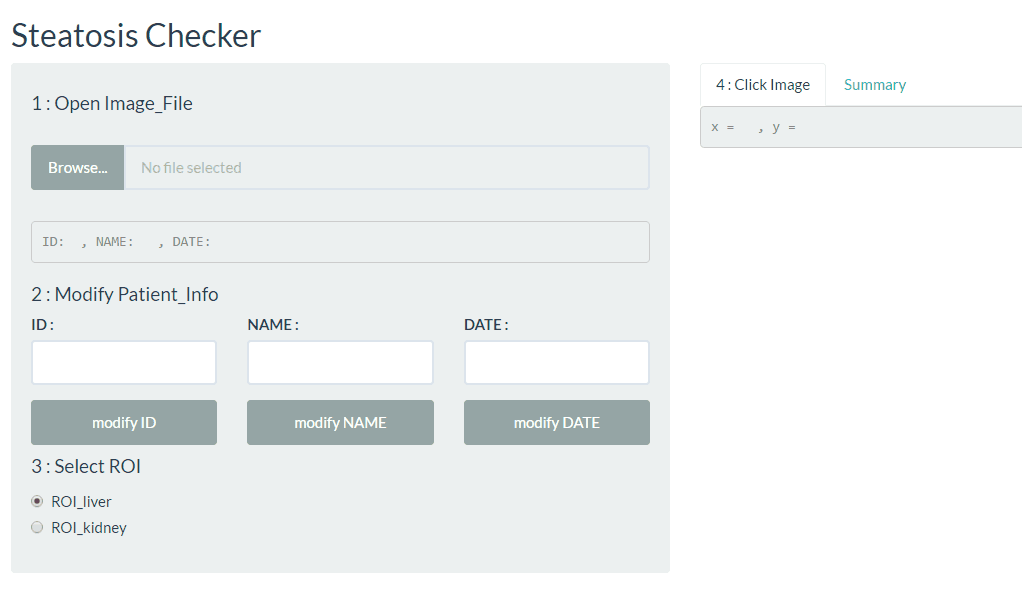 Steatosis Checker
1 : Open Image_File
Browse... No file selected
ID:  , NAME:   , DATE:
2 : Modify Patient_Info
ID : NAME : DATE :
modify ID modify NAME modify DATE
3 : Select ROI
ROI_liver
ROI_kidney
4 : Click Image Summary
x =   , y =